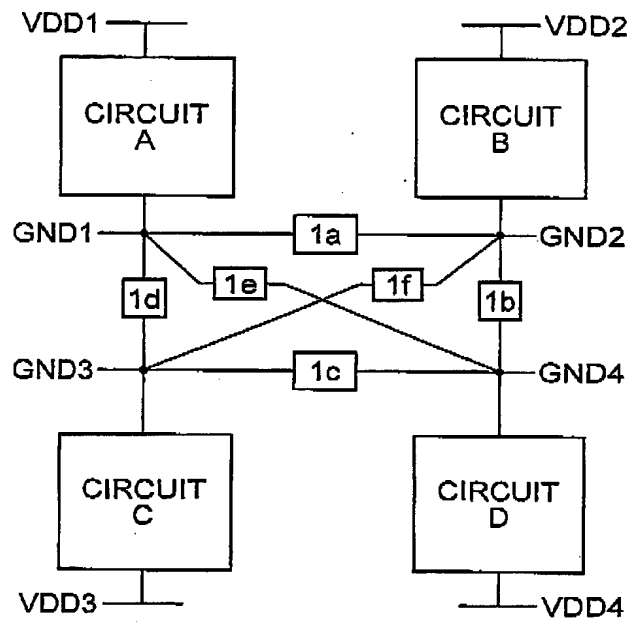 VDD1
VDD2
CIRCUIT
A
CIRCUIT
B
GND1
1a
GND2
1d
1e
1f
1b
GND3
1c
GND4
CIRCUIT
C
CIRCUIT
D
VDD3
VDD4